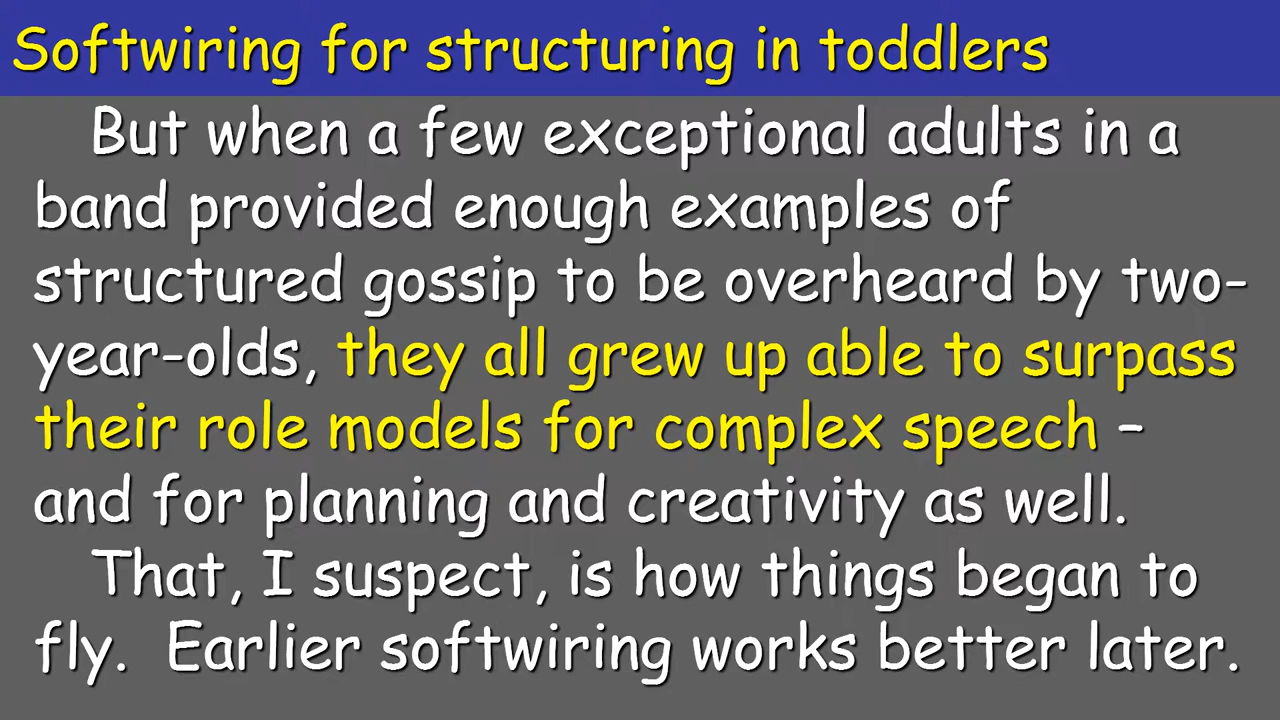 Softwiring for structuring in toddlers
But when a few exceptional adults in a
band provided enough examples of
structured gossip to be overheard by two-
year-olds, they all grew up able to surpass
their role models for complex speech –
and for planning and creativity as well.
That, I suspect, is how things began to
fly. Earlier softwiring works better later.